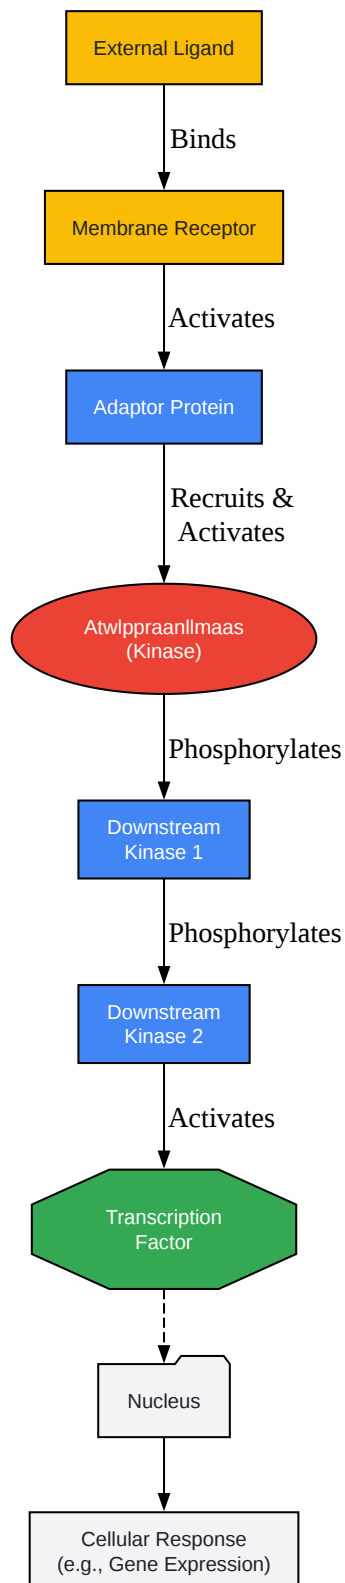 External Ligand
Binds
Membrane Receptor
Activates
Adaptor Protein
Recruits &
Activates
Atwlppraanllmaas
(Kinase)
Phosphorylates
Downstream
Kinase 1
Phosphorylates
Downstream
Kinase 2
Activates
Transcription
Factor
Nucleus
Cellular Response
(e.g., Gene Expression)